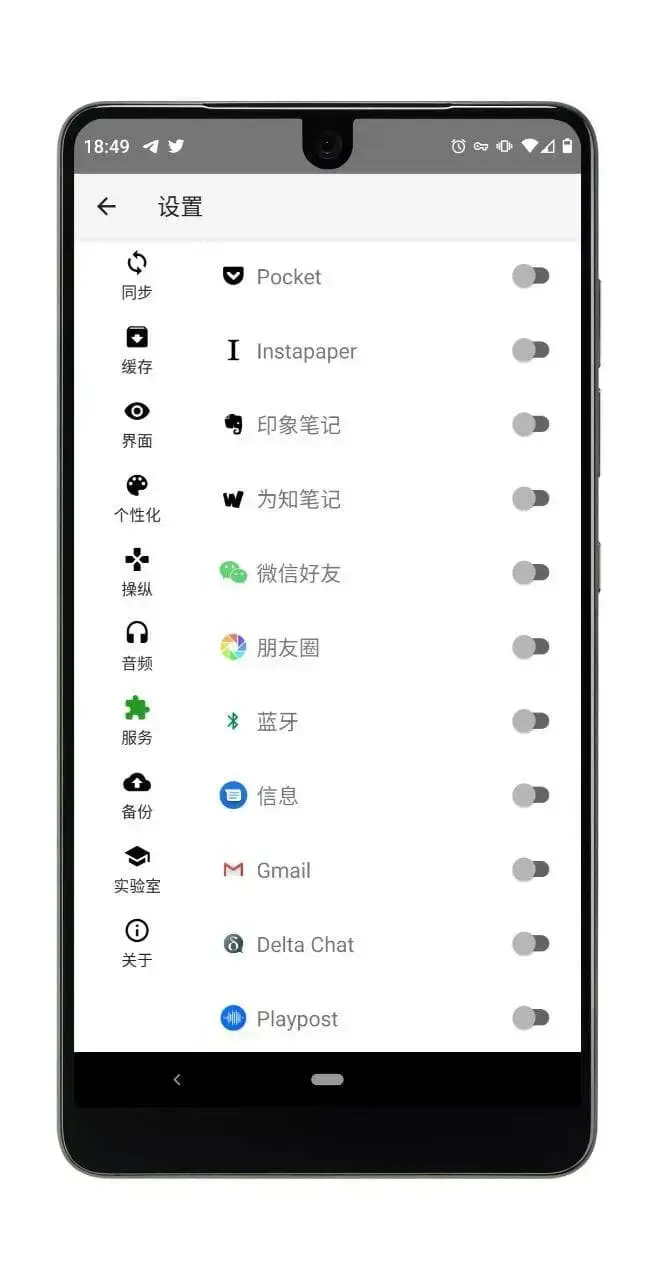 18:49
设置
同步
缓存
界面
个性化
操纵
音频
服务
备份
实验室
关于
Pocket
Instapaper
印象笔记
为知笔记
微信好友
朋友圈
蓝牙
信息
Gmail
Delta Chat
Playpost